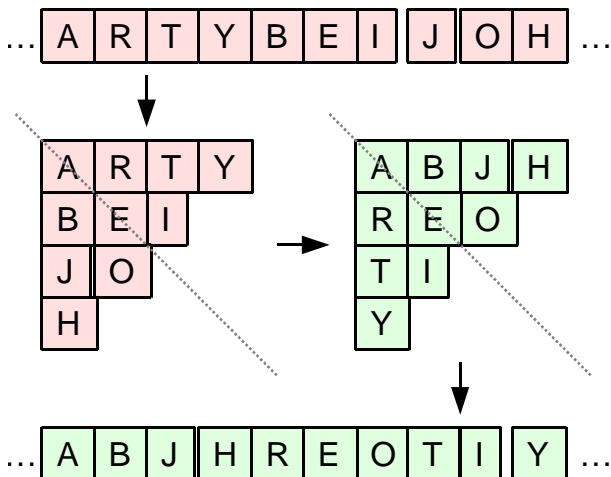 ... A R T Y B E I J O H ...
A R T Y
B E I
J O
H
A B J H
R E O
T I
Y
... A B J H R E O T I Y ...